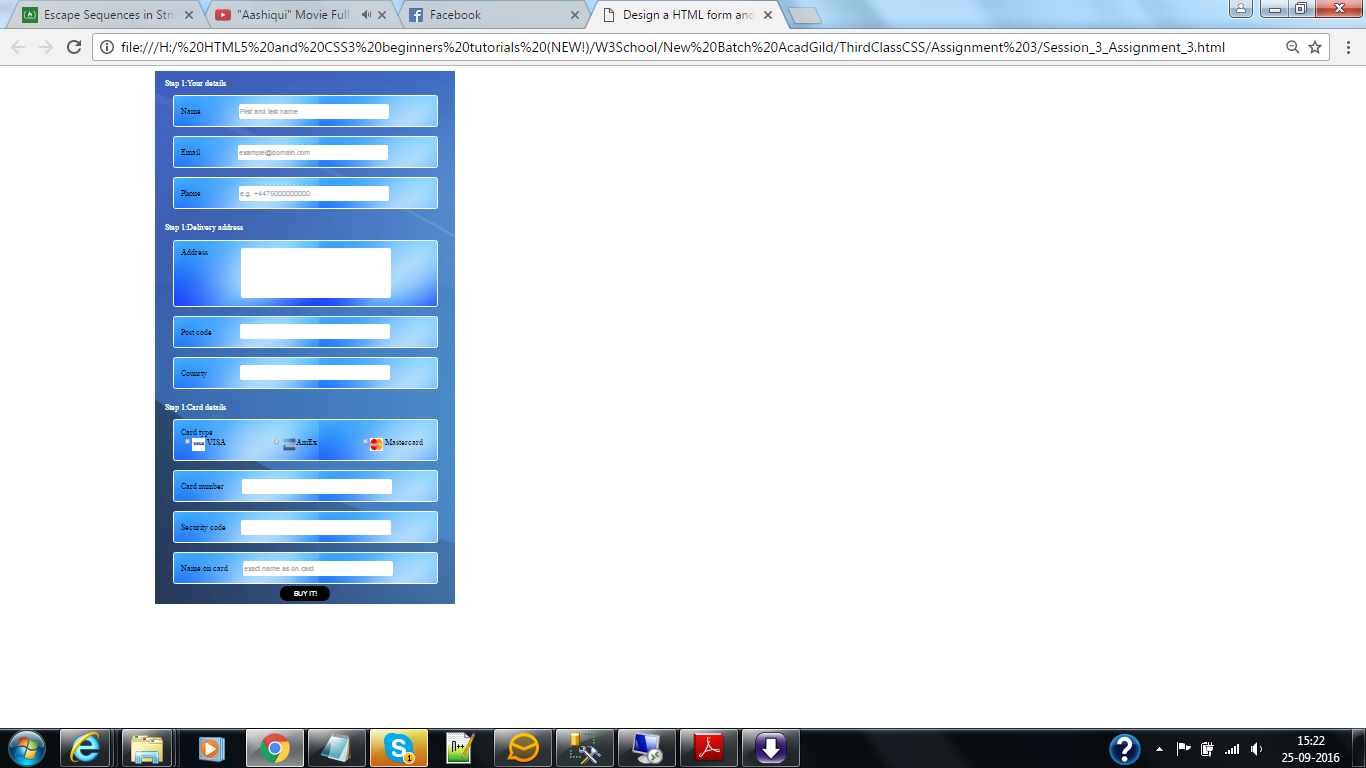 Escape Sequences in Stri
"Aashiqui" Movie Full
Facebook
Design a HTML form and
file:///H:/%20HTML5%20and%20CSS3%20beginners%20tutorials%20(NEW!)/W3School/New%20Batch%20AcadGild/ThirdClassCSS/Assignment%203/Session_3_Assignment_3.html
Step 1:Your details
Name First and last name
Email example@domain.com
Phone e.g. +4475000000000
Step 1:Delivery address
Address
Post code
Counrty
Step 1:Card details
Card type
VISA VISA AmEx Mastercard
Card number
Security code
Name on card exact name as on card
BUY IT!
1
15:22
25-09-2016